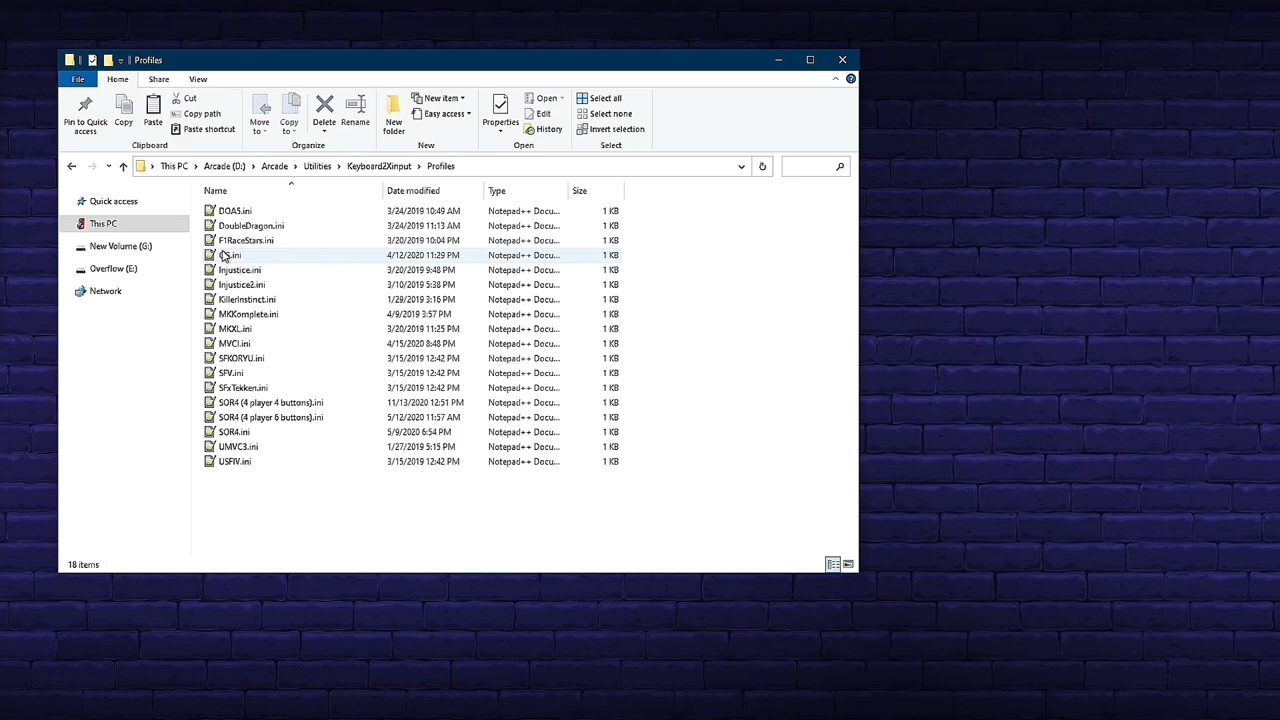 Profiles
File Home Share View
Pin to Quick access
Copy
Paste
Cut
Copy path
Paste shortcut
Clipboard
Move to
Copy to
Delete
Rename
Organize
New folder
New item
Easy access
New
Properties
Open
Edit
History
Open
Select all
Select none
Invert selection
Select
This PC > Arcade (D:) > Arcade > Utilities > Keyboard2Xinput > Profiles
Quick access
This PC
New Volume (G:)
Overflow (E:)
Network
Name Date modified Type Size
DOA5.ini 3/24/2019 10:49 AM Notepad++ Docu... 1 KB
DoubleDragon.ini 3/24/2019 11:13 AM Notepad++ Docu... 1 KB
F1RaceStars.ini 3/20/2019 10:04 PM Notepad++ Docu... 1 KB
.ini 4/12/2020 11:29 PM Notepad++ Docu... 1 KB
Injustice.ini 3/20/2019 9:48 PM Notepad++ Docu... 1 KB
Injustice2.ini 3/10/2019 5:38 PM Notepad++ Docu... 1 KB
KillerInstinct.ini 1/29/2019 3:16 PM Notepad++ Docu... 1 KB
MKKomplete.ini 4/9/2019 3:57 PM Notepad++ Docu... 1 KB
MKXL.ini 3/20/2019 11:25 PM Notepad++ Docu... 1 KB
MVCI.ini 4/15/2020 8:48 PM Notepad++ Docu... 1 KB
SFKORYU.ini 3/15/2019 12:42 PM Notepad++ Docu... 1 KB
SFV.ini 3/15/2019 12:42 PM Notepad++ Docu... 1 KB
SFxTekken.ini 3/15/2019 12:42 PM Notepad++ Docu... 1 KB
SOR4 (4 player 4 buttons).ini 11/13/2020 12:51 PM Notepad++ Docu... 1 KB
SOR4 (4 player 6 buttons).ini 5/12/2020 11:57 AM Notepad++ Docu... 1 KB
SOR4.ini 5/9/2020 6:54 PM Notepad++ Docu... 1 KB
UMVC3.ini 1/27/2019 5:15 PM Notepad++ Docu... 1 KB
USFIV.ini 3/15/2019 12:42 PM Notepad++ Docu... 1 KB
18 items